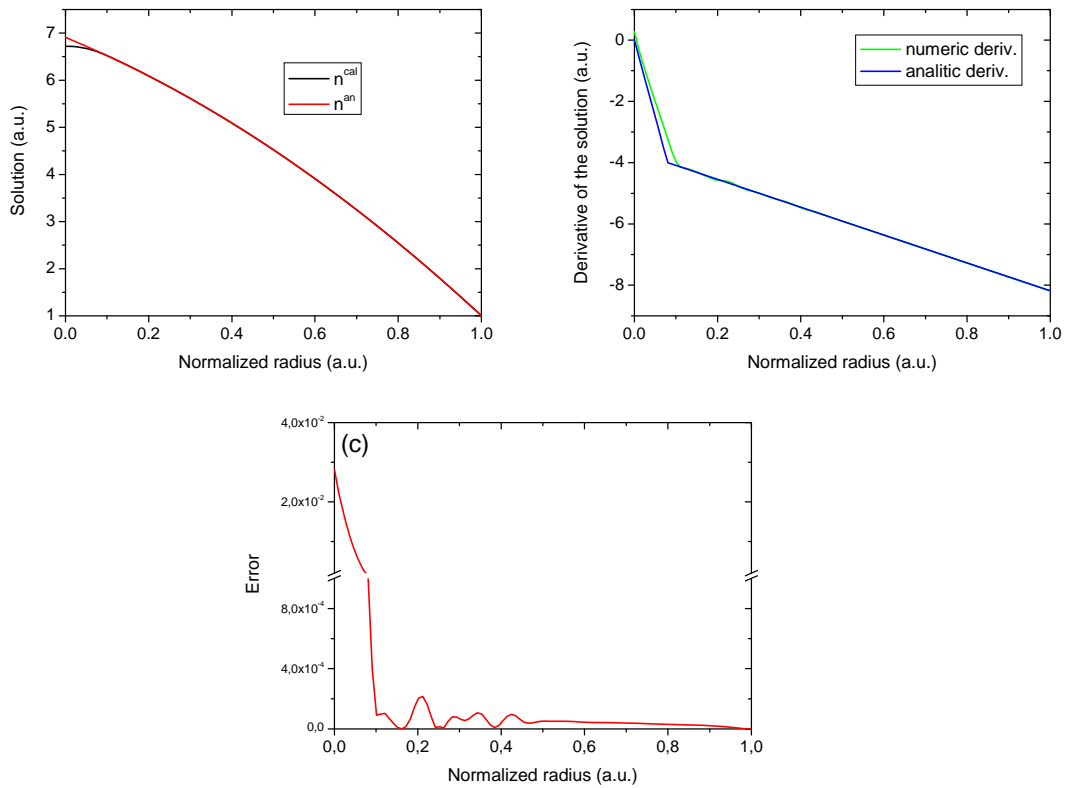 7
6
5
4
3
2
1
0.0
0.2
0.4
0.6
0.8
1.0
Solution (a.u.)
Normalized radius (a.u.)
n^cal
n^an
0
-2
-4
-6
-8
0.0
0.2
0.4
0.6
0.8
1.0
Derivative of the solution (a.u.)
Normalized radius (a.u.)
numeric deriv.
analitic deriv.
(c)
4,0x10^-2
2,0x10^-2
8,0x10^-4
4,0x10^-4
0,0
0,0
0,2
0,4
0,6
0,8
1,0
Error
Normalized radius (a.u.)